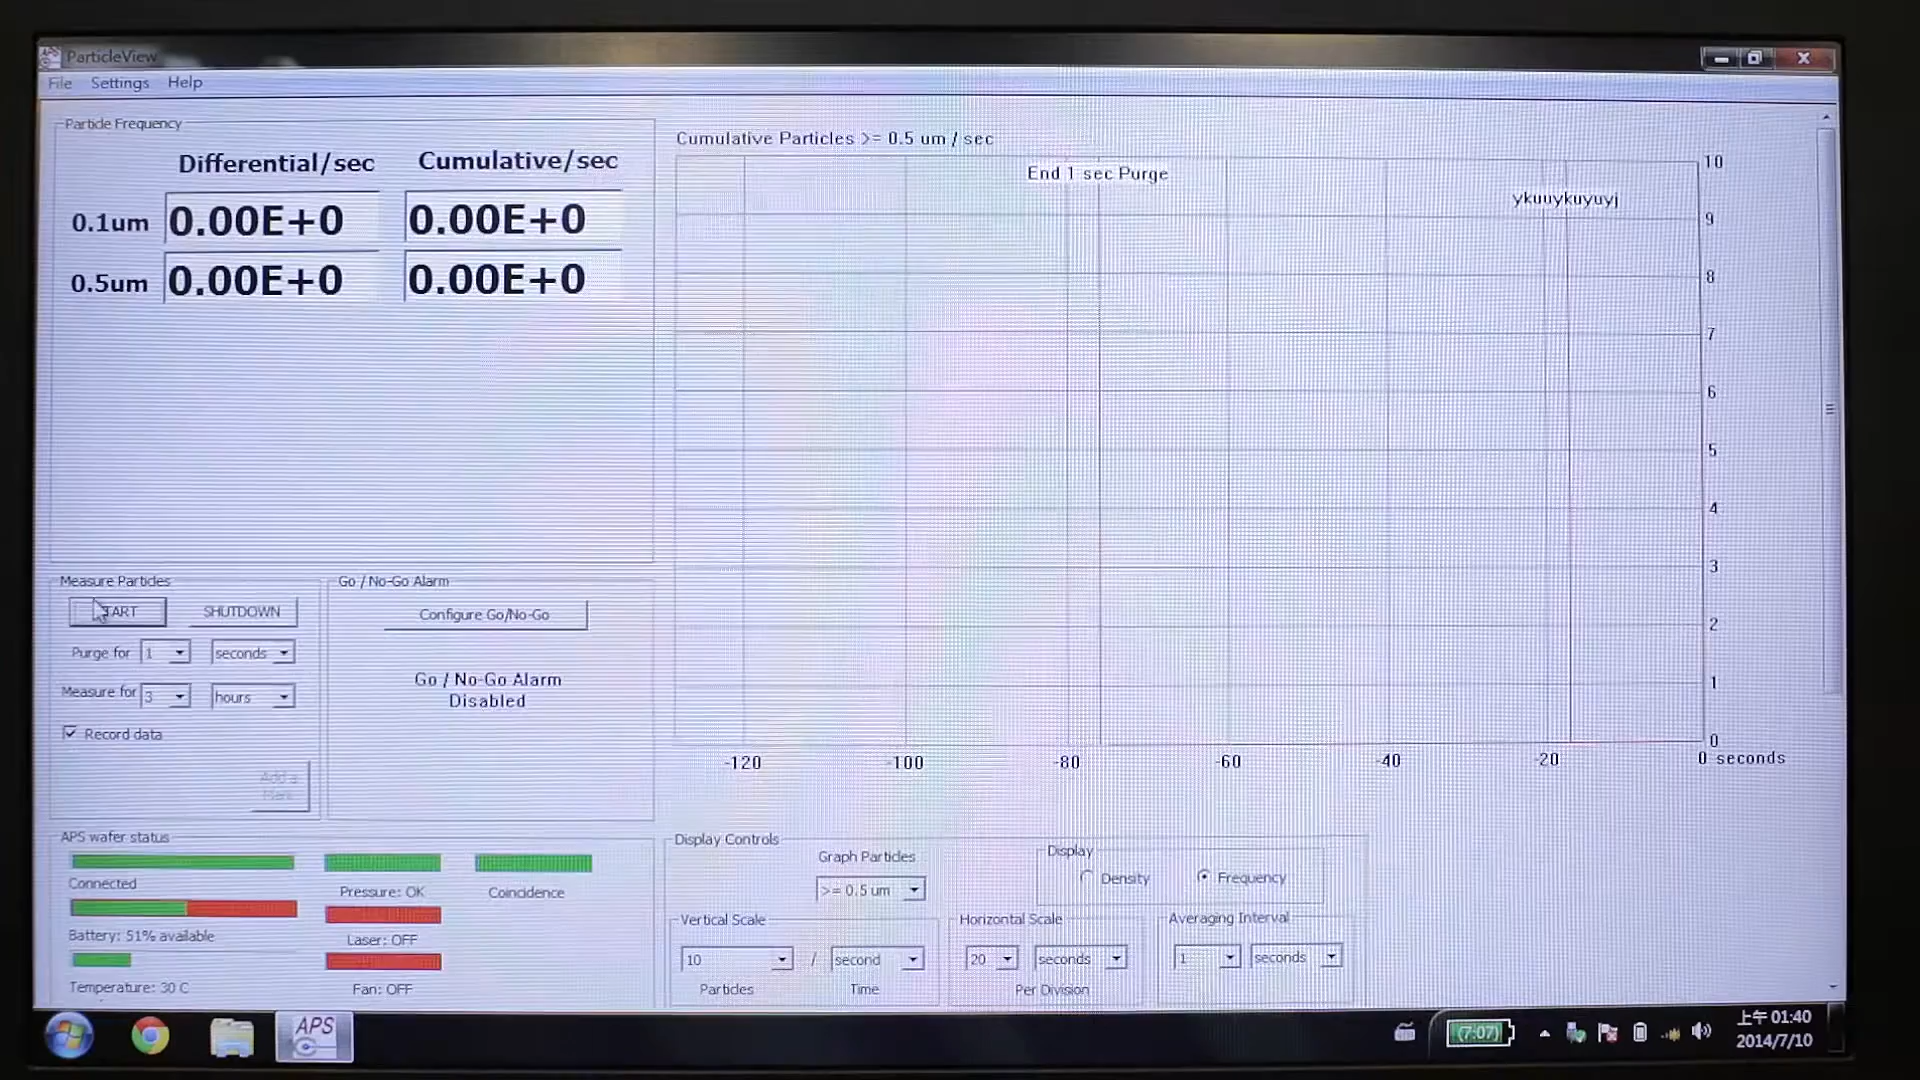 ParticleView
File Settings Help
Particle Frequency
Differential/sec Cumulative/sec
0.1um 0.00E+0 0.00E+0
0.5um 0.00E+0 0.00E+0
Cumulative Particles >= 0.5 um / sec
End 1 sec Purge
ykuuykuyuyj
10
9
8
7
6
5
4
3
2
1
0
-120 -100 -80 -60 -40 -20 0 seconds
Measure Particles
START SHUTDOWN
Purge for 1 seconds
Measure for 3 hours
Record data
Add a
Mark
Go / No-Go Alarm
Configure Go/No-Go
Go / No-Go Alarm
Disabled
APS wafer status
Connected
Battery: 51% available
Temperature: 30 C
Pressure: OK
Laser: OFF
Fan: OFF
Coincidence
Display Controls
Graph Particles
>= 0.5 um
Display
Density Frequency
Vertical Scale
10 / second
Particles Time
Horizontal Scale
20 seconds
Per Division
Averaging Interval
1 seconds
APS
(7:07)
上午 01:40
2014/7/10